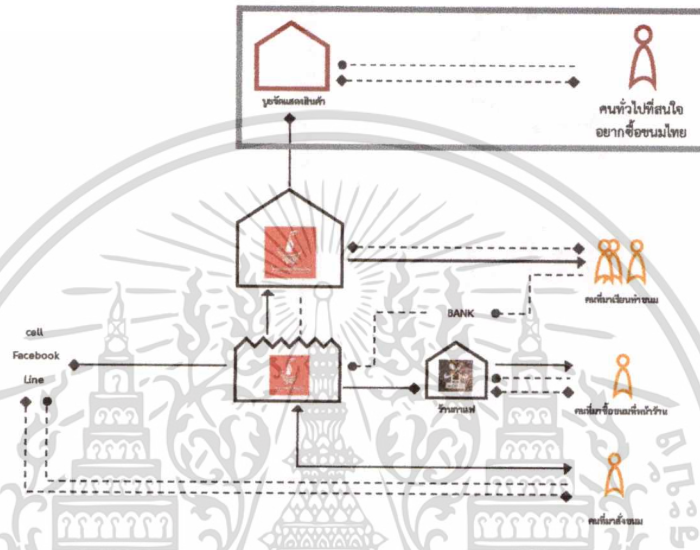 บูธจัดแสดงสินค้า
คนทั่วไปที่สนใจ
อยากซื้อขนมไทย
คนที่มาเรียนทำขนม
BANK
call
Facebook
Line
ร้านกาแฟ
คนที่มาซื้อขนมที่หน้าร้าน
คนที่มาสั่งขนม